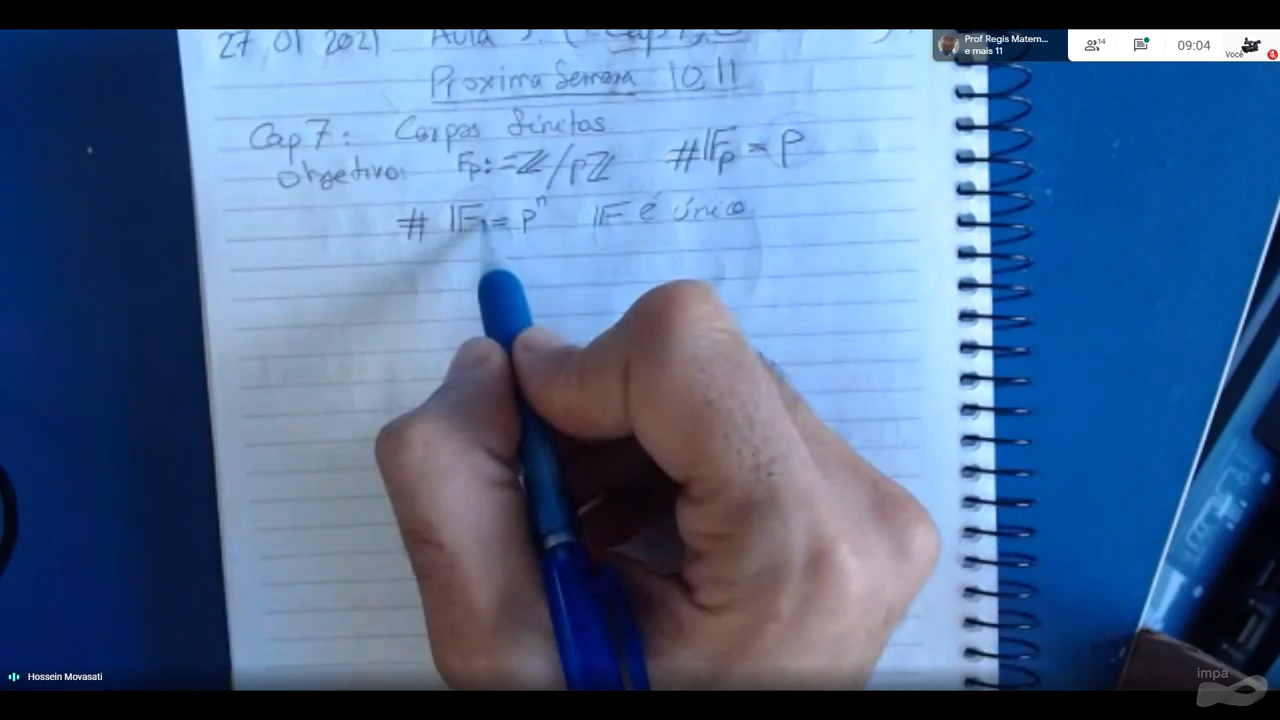 27 01 2021 Aula
Proxima Semana 10,11
Cap 7: Corpos finitos.
Objetivo: Fp:=ℤ/pℤ #𝔽p = p
# 𝔽 = pⁿ 𝔽 é único.
Prof Regis Matem...
e mais 11
14
09:04
Você
Hossein Movasati
impa